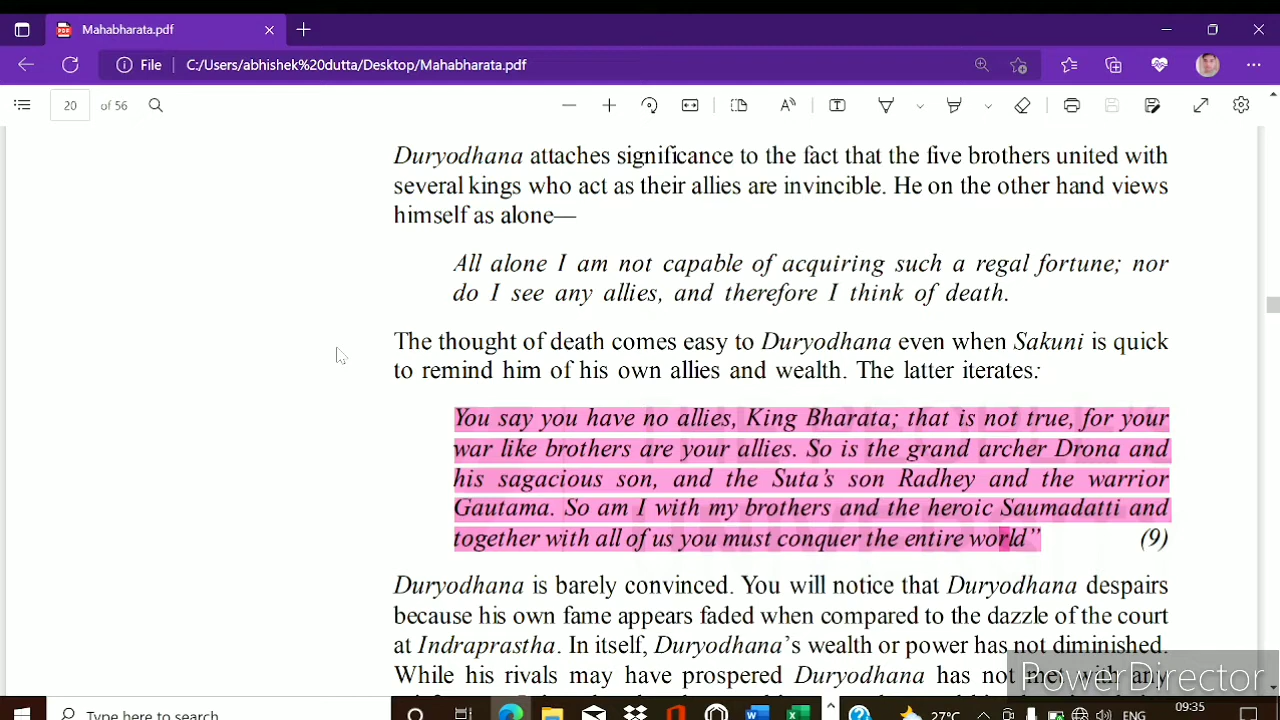 Mahabharata.pdf
File
C:/Users/abhishek%20dutta/Desktop/Mahabharata.pdf
20 of 56
Duryodhana attaches significance to the fact that the five brothers united with
several kings who act as their allies are invincible. He on the other hand views
himself as alone—
All alone I am not capable of acquiring such a regal fortune; nor
do I see any allies, and therefore I think of death.
The thought of death comes easy to Duryodhana even when Sakuni is quick
to remind him of his own allies and wealth. The latter iterates:
You say you have no allies, King Bharata; that is not true, for your
war like brothers are your allies. So is the grand archer Drona and
his sagacious son, and the Suta's son Radhey and the warrior
Gautama. So am I with my brothers and the heroic Saumadatti and
together with all of us you must conquer the entire world” (9)
Duryodhana is barely convinced. You will notice that Duryodhana despairs
because his own fame appears faded when compared to the dazzle of the court
at Indraprastha. In itself, Duryodhana's wealth or power has not diminished.
While his rivals may have prospered Duryodhana has not met with any
PowerDirector
Type here to search
27°C
ENG
09:35